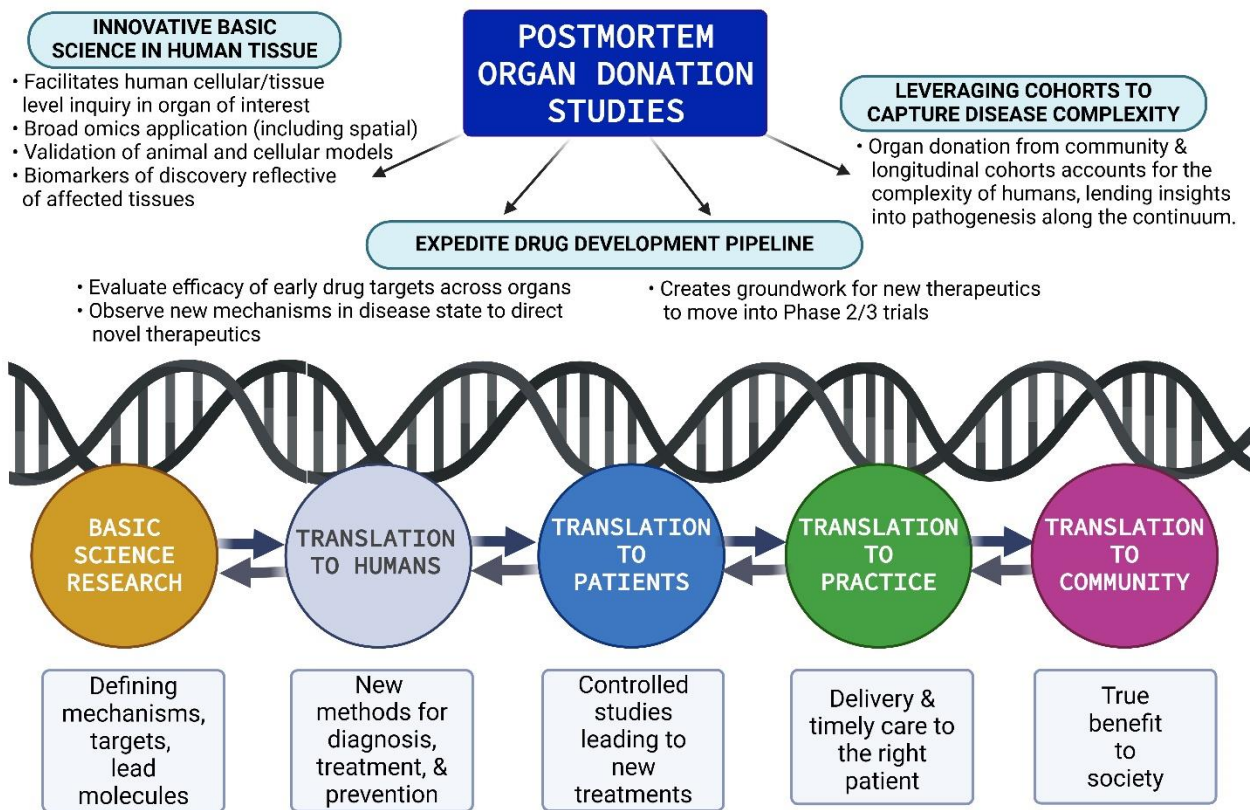 INNOVATIVE BASIC
SCIENCE IN HUMAN TISSUE
• Facilitates human cellular/tissue
level inquiry in organ of interest
• Broad omics application (including spatial)
• Validation of animal and cellular models
• Biomarkers of discovery reflective
of affected tissues
POSTMORTEM
ORGAN DONATION
STUDIES
LEVERAGING COHORTS TO
CAPTURE DISEASE COMPLEXITY
• Organ donation from community &
longitudinal cohorts accounts for the
complexity of humans, lending insights
into pathogenesis along the continuum.
EXPEDITE DRUG DEVELOPMENT PIPELINE
• Evaluate efficacy of early drug targets across organs
• Observe new mechanisms in disease state to direct
novel therapeutics
• Creates groundwork for new therapeutics
to move into Phase 2/3 trials
BASIC
SCIENCE
RESEARCH
TRANSLATION
TO HUMANS
TRANSLATION
TO
PATIENTS
TRANSLATION
TO
PRACTICE
TRANSLATION
TO
COMMUNITY
Defining
mechanisms,
targets,
lead
molecules
New
methods for
diagnosis,
treatment, &
prevention
Controlled
studies
leading to
new
treatments
Delivery &
timely care to
the right
patient
True
benefit
to
society